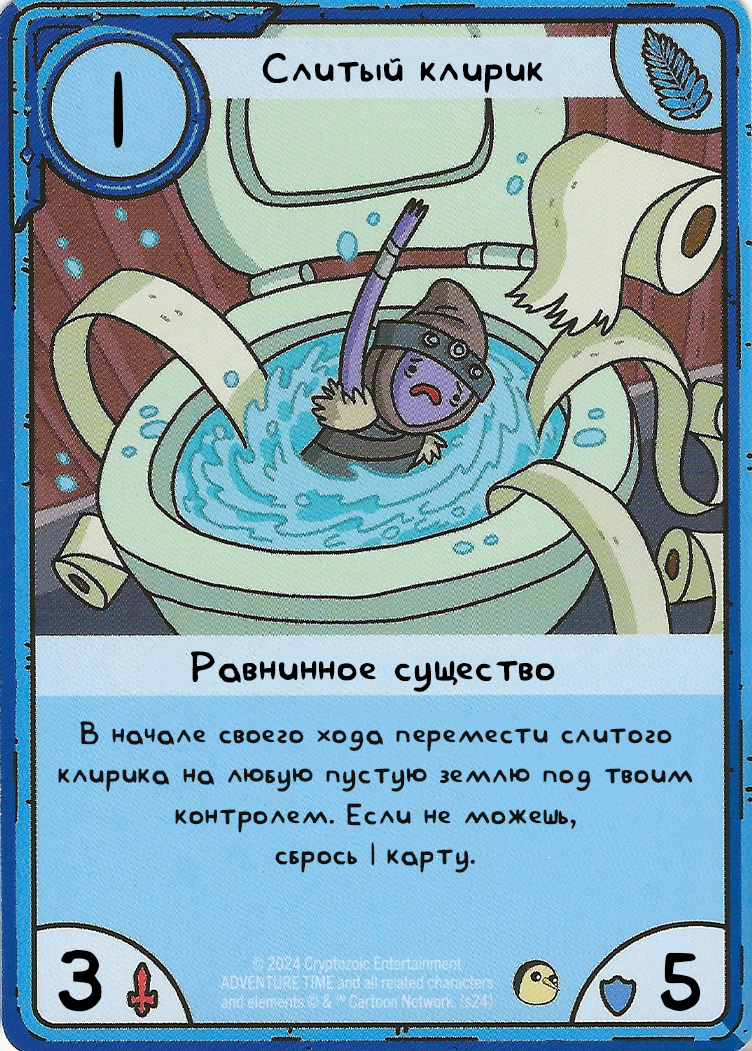 1
Слитый клирик
Равнинное существо
В начале своего хода перемести слитого
клирика на любую пустую землю под твоим
контролем. Если не можешь,
сбрось 1 карту.
3
© 2024 Cryptozoic Entertainment.
ADVENTURE TIME and all related characters
and elements © & ™ Cartoon Network. (s24)
5